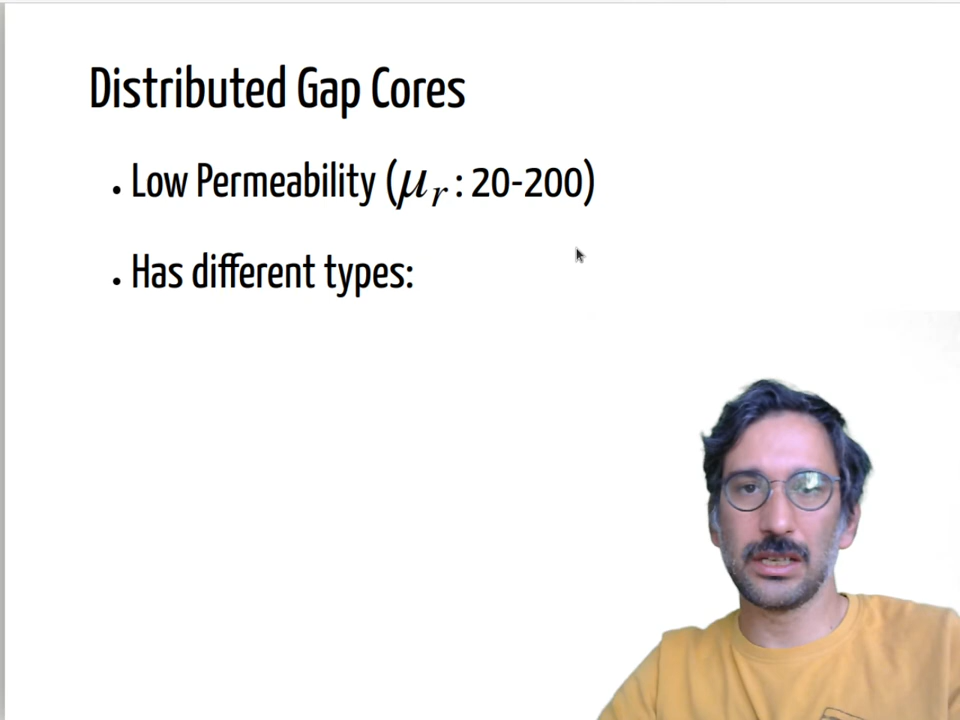 Distributed Gap Cores
• Low Permeability (μr : 20-200)
• Has different types: